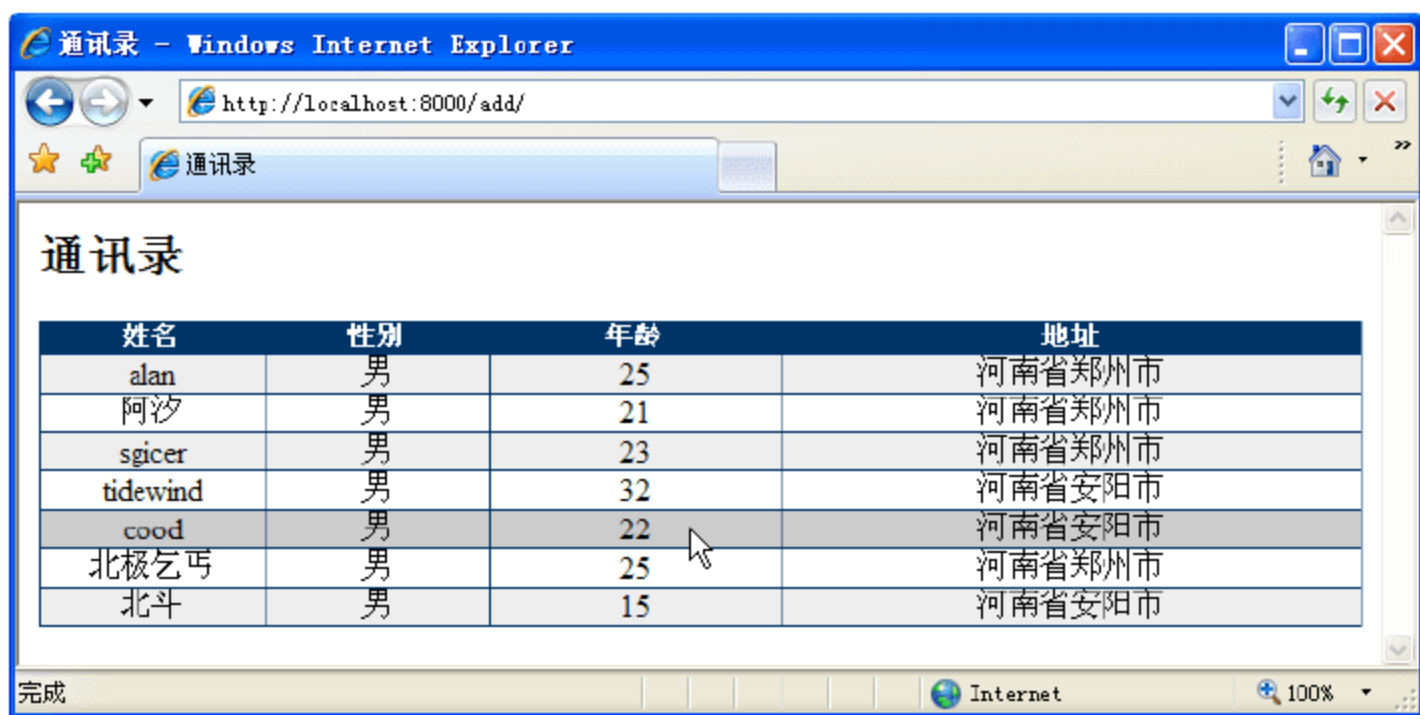 通讯录 - Windows Internet Explorer
http://localhost:8000/add/
通讯录
通讯录
姓名 性别 年龄 地址
alan 男 25 河南省郑州市
阿汐 男 21 河南省郑州市
sgicer 男 23 河南省郑州市
tidewind 男 32 河南省安阳市
cood 男 22 河南省安阳市
北极乞丐 男 25 河南省郑州市
北斗 男 15 河南省安阳市
完成 Internet 100%